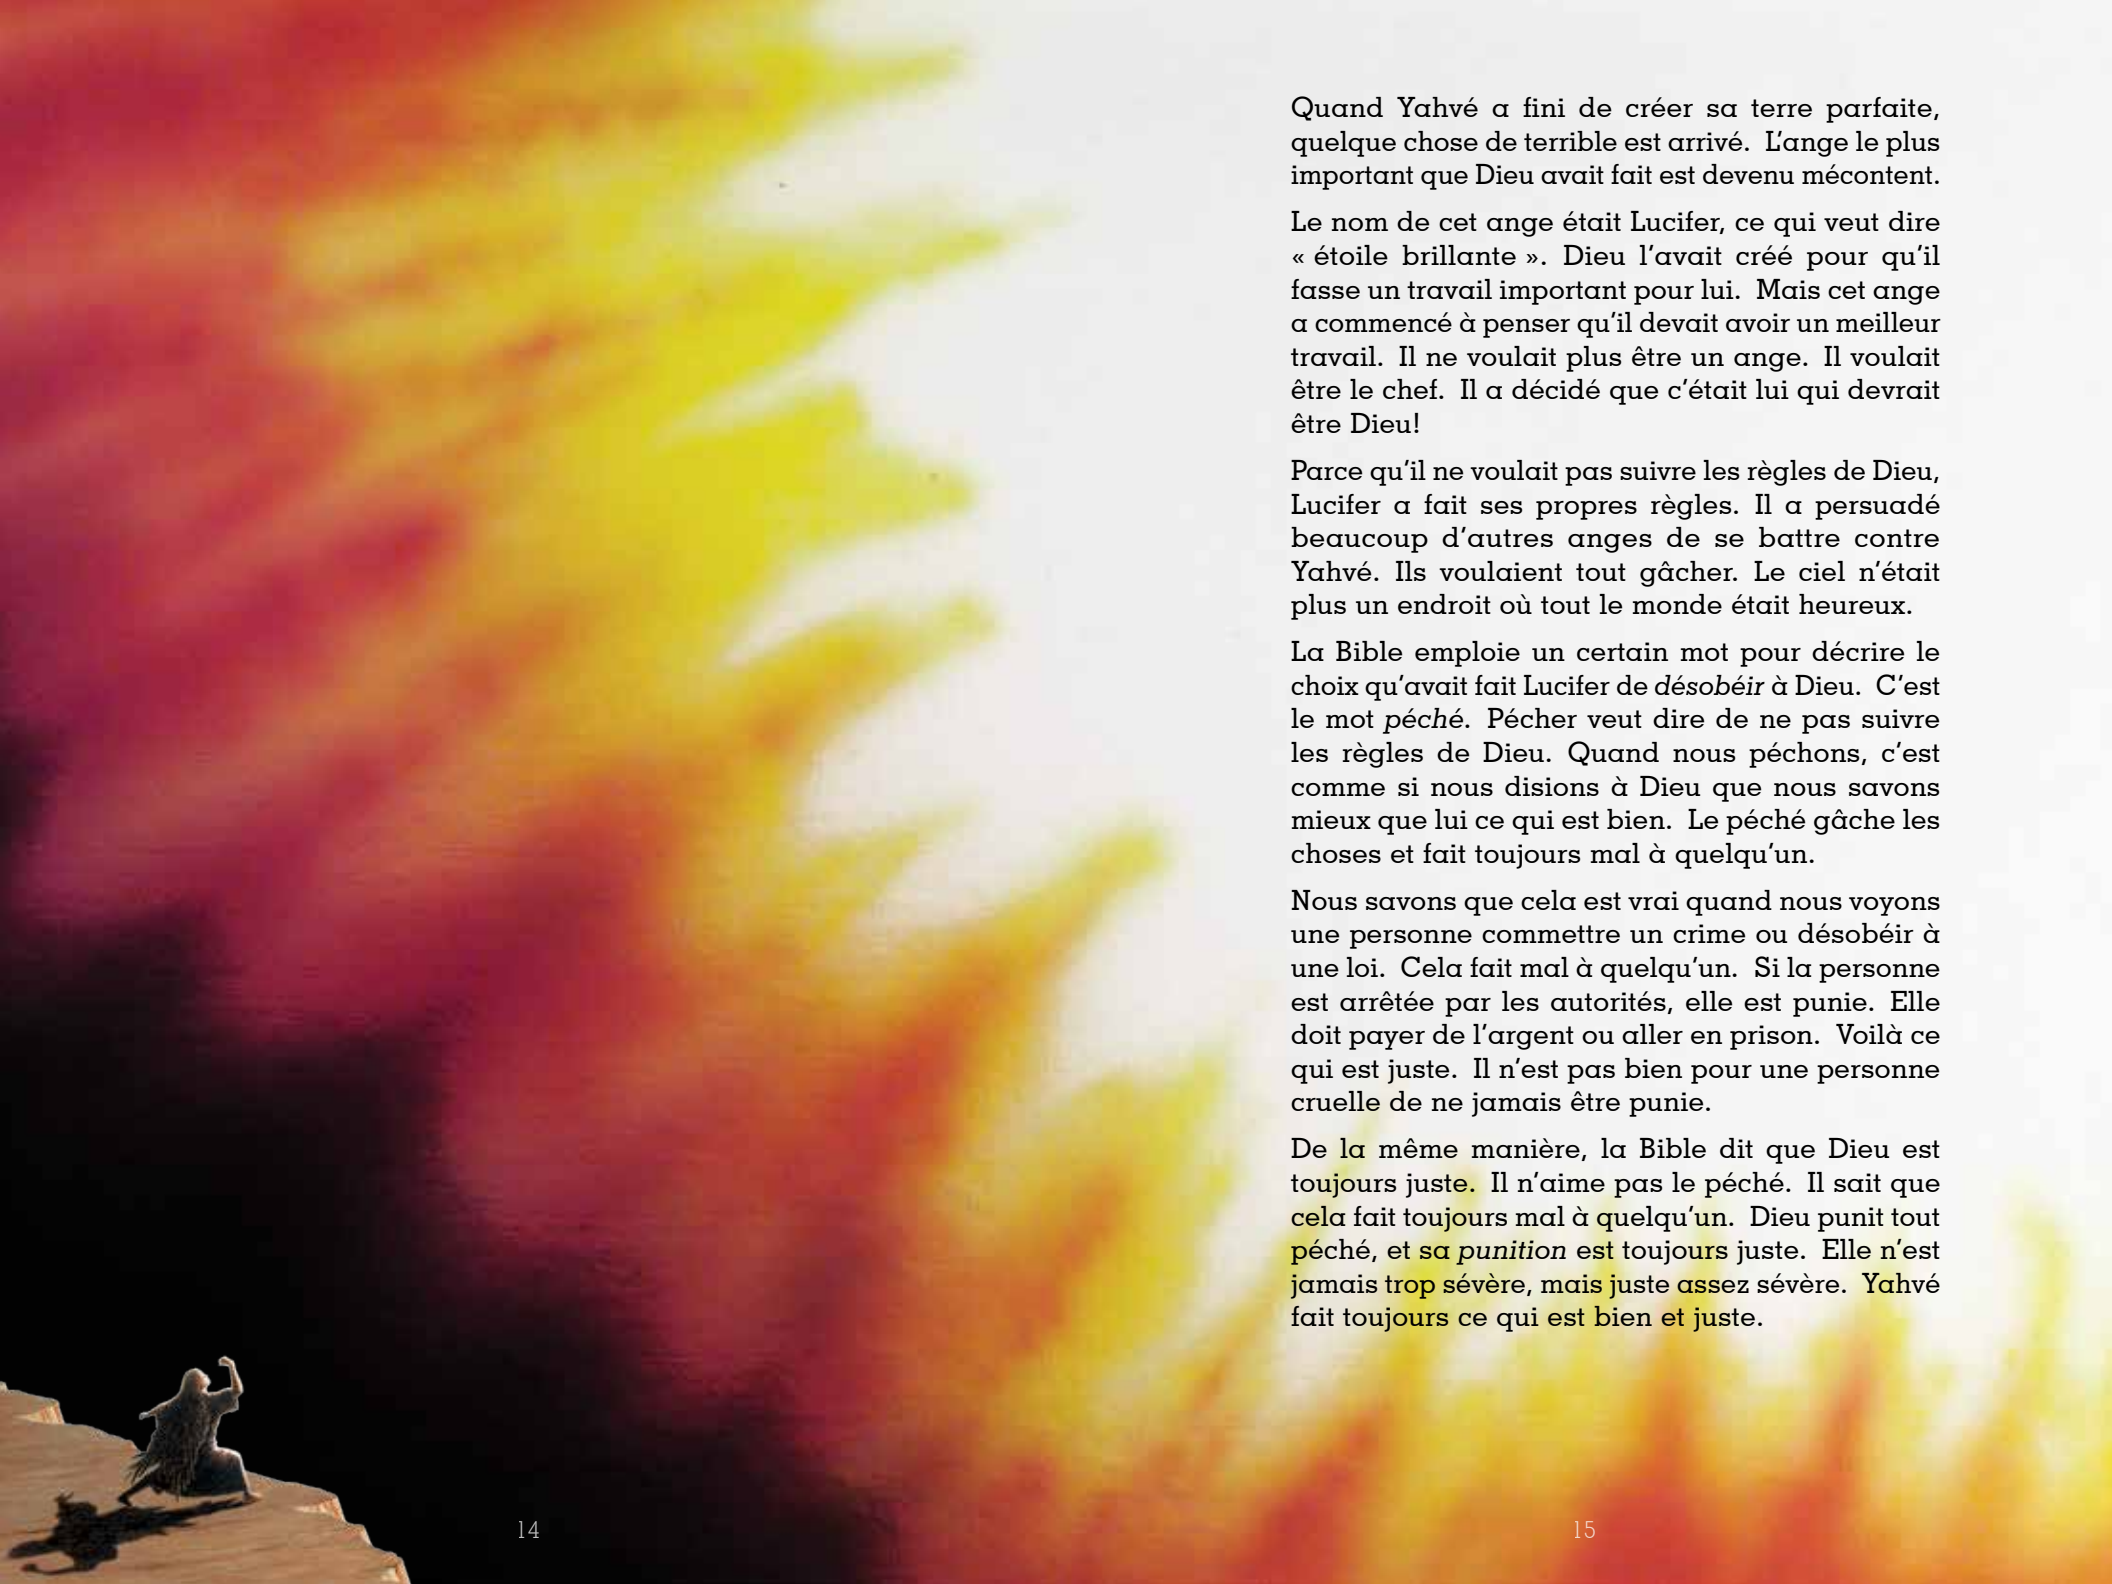 Quand Yahvé a fini de créer sa terre parfaite,
quelque chose de terrible est arrivé. L’ange le plus
important que Dieu avait fait est devenu mécontent.
Le nom de cet ange était Lucifer, ce qui veut dire
« étoile brillante ». Dieu l’avait créé pour qu’il
fasse un travail important pour lui. Mais cet ange
a commencé à penser qu’il devait avoir un meilleur
travail. Il ne voulait plus être un ange. Il voulait
être le chef. Il a décidé que c’était lui qui devrait
être Dieu!
Parce qu’il ne voulait pas suivre les règles de Dieu,
Lucifer a fait ses propres règles. Il a persuadé
beaucoup d’autres anges de se battre contre
Yahvé. Ils voulaient tout gâcher. Le ciel n’était
plus un endroit où tout le monde était heureux.
La Bible emploie un certain mot pour décrire le
choix qu’avait fait Lucifer de désobéir à Dieu. C’est
le mot péché. Pécher veut dire de ne pas suivre
les règles de Dieu. Quand nous péchons, c’est
comme si nous disions à Dieu que nous savons
mieux que lui ce qui est bien. Le péché gâche les
choses et fait toujours mal à quelqu’un.
Nous savons que cela est vrai quand nous voyons
une personne commettre un crime ou désobéir à
une loi. Cela fait mal à quelqu’un. Si la personne
est arrêtée par les autorités, elle est punie. Elle
doit payer de l’argent ou aller en prison. Voilà ce
qui est juste. Il n’est pas bien pour une personne
cruelle de ne jamais être punie.
De la même manière, la Bible dit que Dieu est
toujours juste. Il n’aime pas le péché. Il sait que
cela fait toujours mal à quelqu’un. Dieu punit tout
péché, et sa punition est toujours juste. Elle n’est
jamais trop sévère, mais juste assez sévère. Yahvé
fait toujours ce qui est bien et juste.
14
15